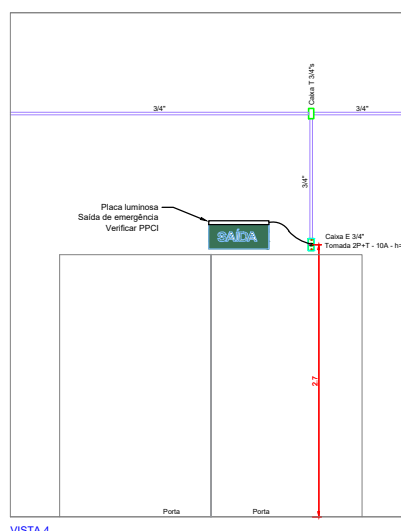 Caixa T 3/4"s
3/4"
3/4"
3/4"
Placa luminosa
Saída de emergência
Verificar PPCI
SAÍDA
Caixa E 3/4"
Tomada 2P+T - 10A - h=
2.7
Porta
Porta
VISTA 4